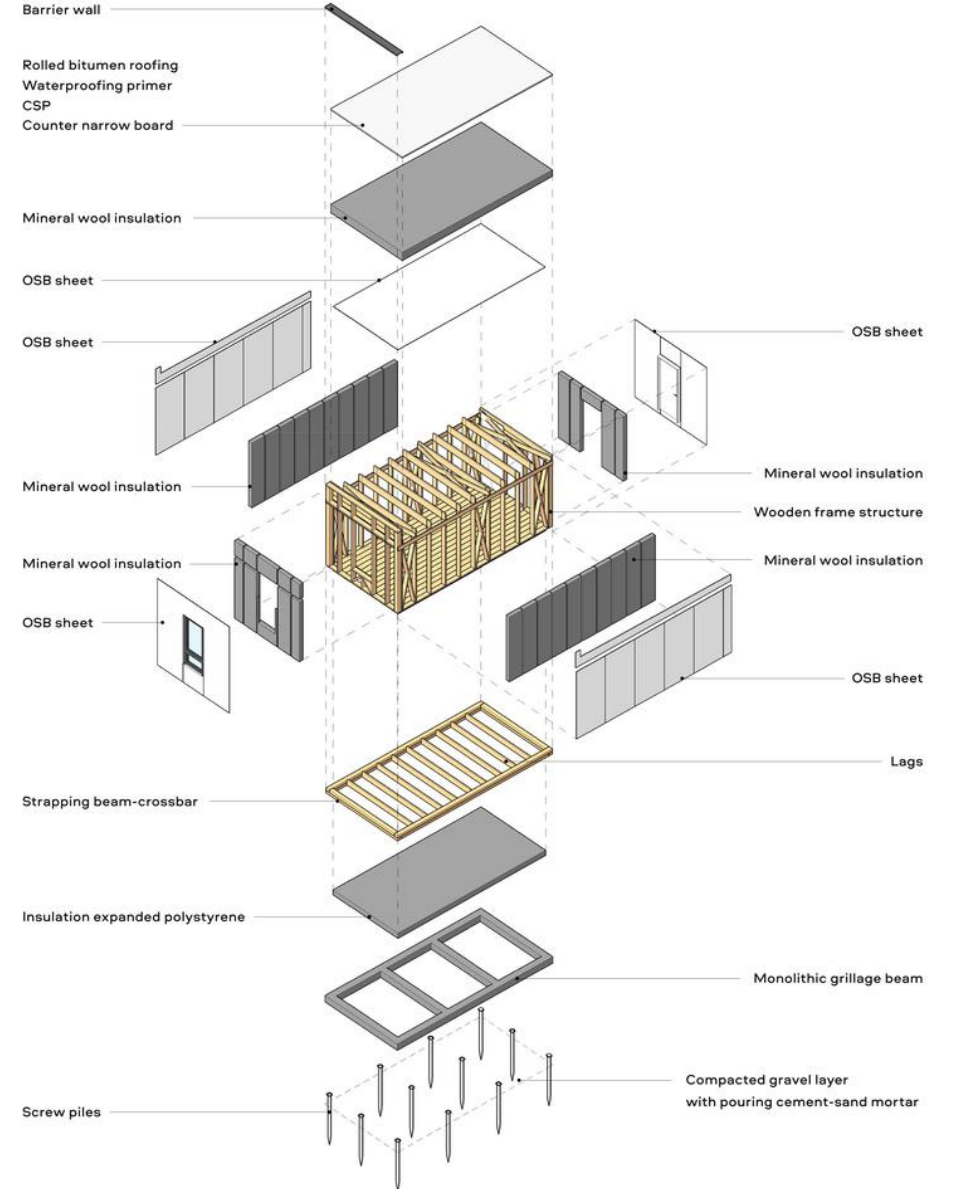 Barrier wall
Rolled bitumen roofing
Waterproofing primer
CSP
Counter narrow board
Mineral wool insulation
OSB sheet
OSB sheet
OSB sheet
Mineral wool insulation
Mineral wool insulation
Wooden frame structure
Mineral wool insulation
Mineral wool insulation
OSB sheet
OSB sheet
Lags
Strapping beam-crossbar
Insulation expanded polystyrene
Monolithic grillage beam
Compacted gravel layer
with pouring cement-sand mortar
Screw piles